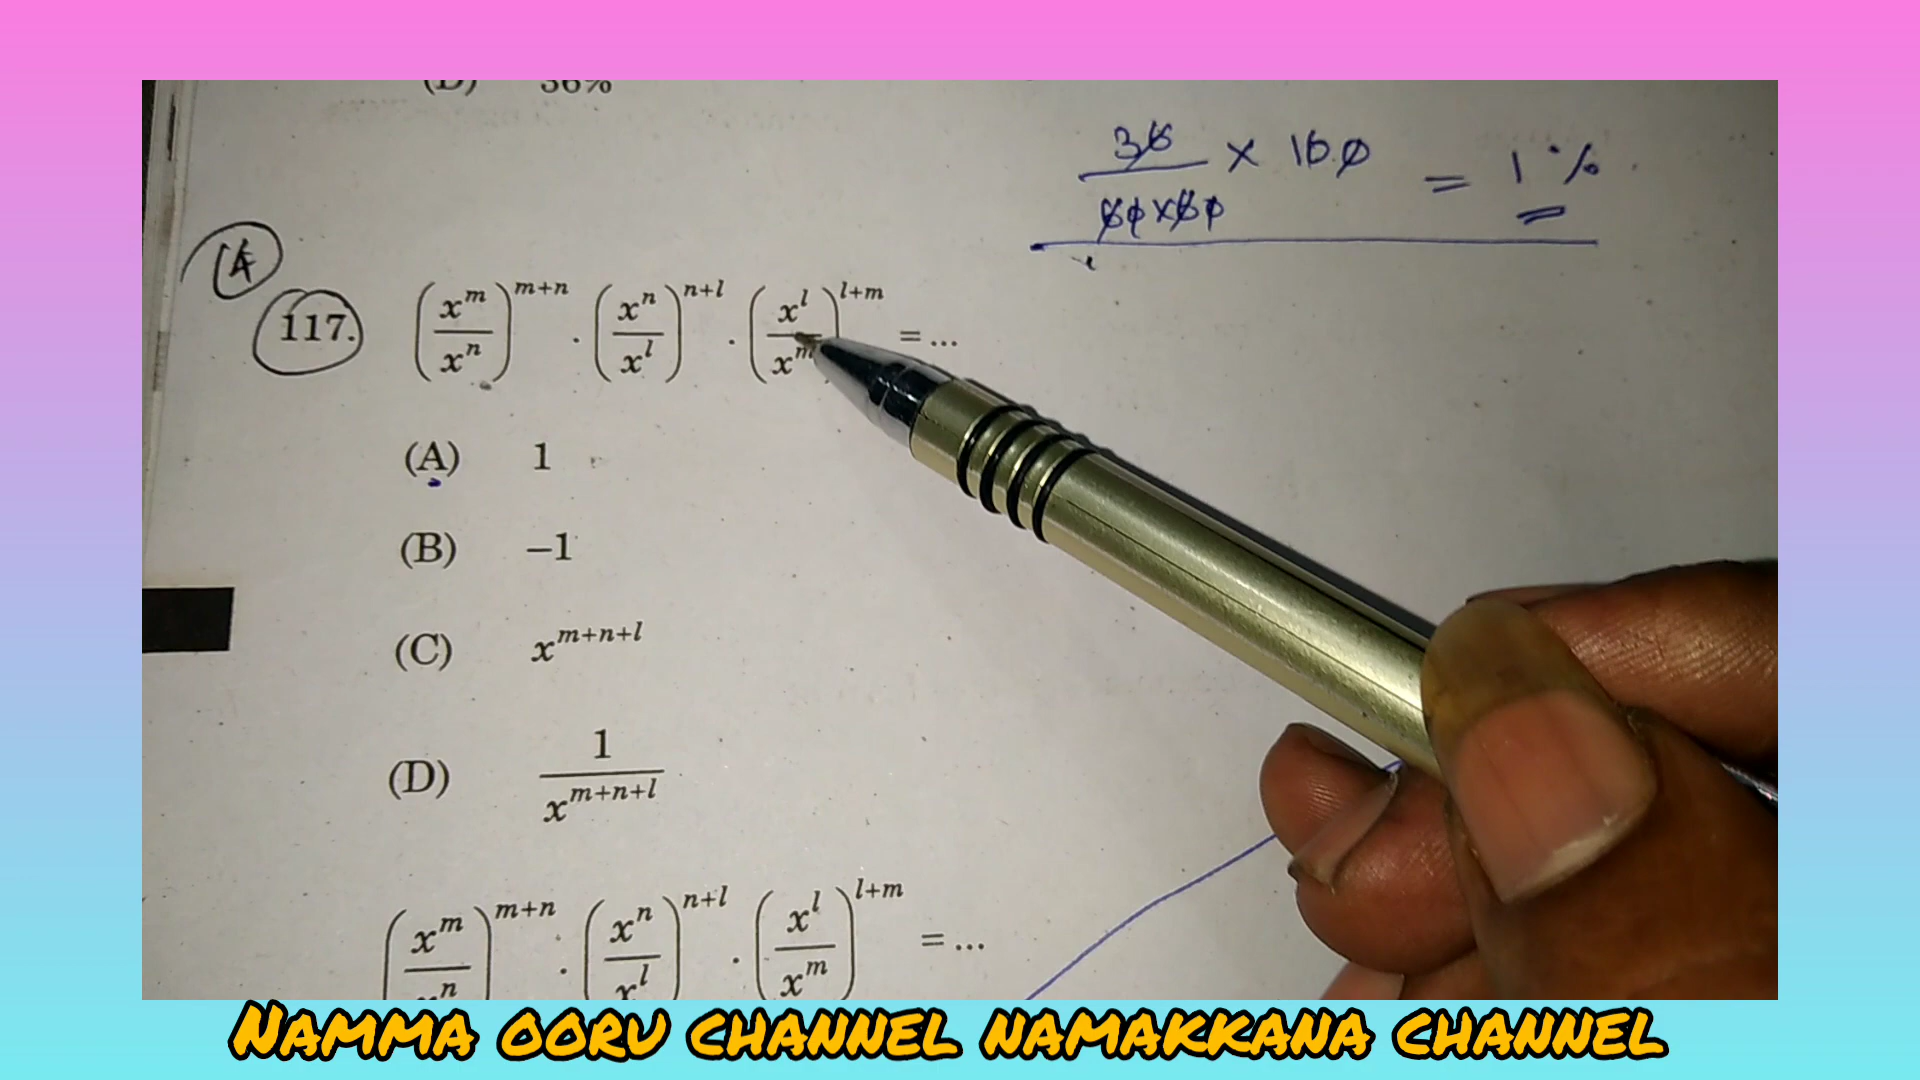 (D) 36%
36/60×60 × 100 = 1%
A
117. (x^m/x^n)^(m+n) · (x^n/x^l)^(n+l) · (x^l/x^m)^(l+m) = ...
(A) 1
(B) –1
(C) x^(m+n+l)
(D) 1/x^(m+n+l)
(x^m/x^n)^(m+n) · (x^n/x^l)^(n+l) · (x^l/x^m)^(l+m) = ...
NAMMA OORU CHANNEL NAMAKKANA CHANNEL